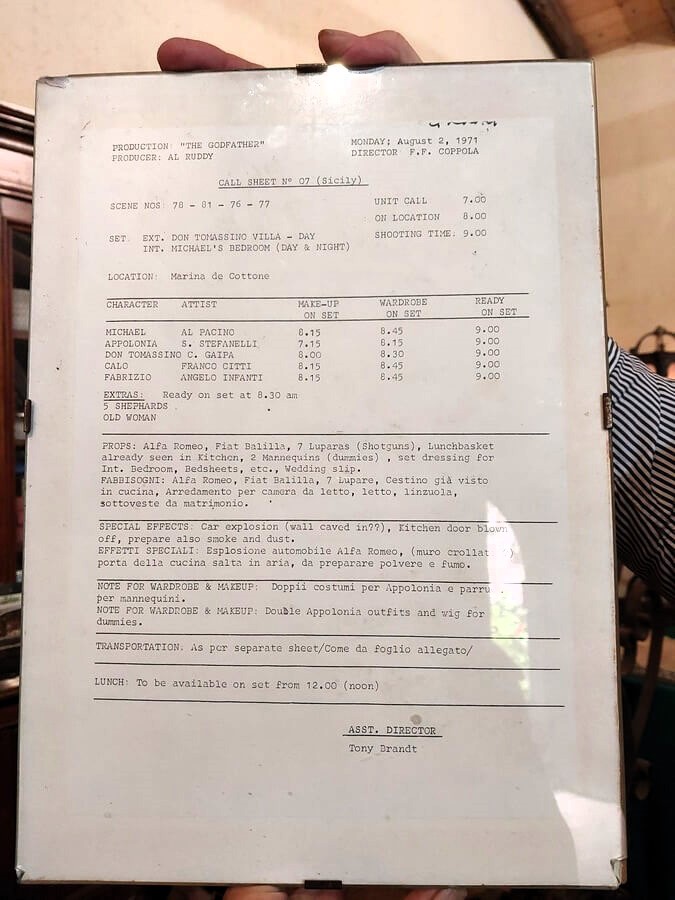 PRODUCTION: "THE GODFATHER" MONDAY; August 2, 1971
PRODUCER: AL RUDDY DIRECTOR F.F. COPPOLA
CALL SHEET Nº 07 (Sicily)
SCENE NOS: 78 - 81 - 76 - 77 UNIT CALL 7.00
ON LOCATION 8.00
SET: EXT. DON TOMASSINO VILLA - DAY SHOOTING TIME: 9.00
INT. MICHAEL'S BEDROOM (DAY & NIGHT)
LOCATION: Marina de Cottone
CHARACTER ATTIST MAKE-UP WARDROBE READY
ON SET ON SET ON SET
MICHAEL AL PACINO 8.15 8.45 9.00
APPOLONIA S. STEFANELLI 7.15 8.15 9.00
DON TOMASSINO C. GAIPA 8.00 8.30 9.00
CALO FRANCO CITTI 8.15 8.45 9.00
FABRIZIO ANGELO INFANTI 8.15 8.45 9.00
EXTRAS: Ready on set at 8.30 am
5 SHEPHARDS
OLD WOMAN
PROPS: Alfa Romeo, Fiat Balilla, 7 Luparas (Shotguns), Lunchbasket
already seen in Kitchen, 2 Mannequins (dummies) , set dressing for
Int. Bedroom, Bedsheets, etc., Wedding slip.
FABBISOGNI: Alfa Romeo, Fiat Balilla, 7 Lupare, Cestino già visto
in cucina, Arredamento per camera da letto, letto, linzuola,
sottoveste da matrimonio.
SPECIAL EFFECTS: Car explosion (wall caved in??), Kitchen door blown
off, prepare also smoke and dust.
EFFETTI SPECIALI: Esplosione automobile Alfa Romeo, (muro
porta della cucina salta in aria, da preparare polvere e fumo.
NOTE FOR WARDROBE & MAKEUP: Doppii costumi per Appolonia e
per mannequini.
NOTE FOR WARDROBE & MAKEUP: Double Appolonia outfits and wig for
dummies.
TRANSPORTATION: As per separate sheet/Come da foglio allegato/
LUNCH: To be available on set from 12.00 (noon)
ASST. DIRECTOR
Tony Brandt